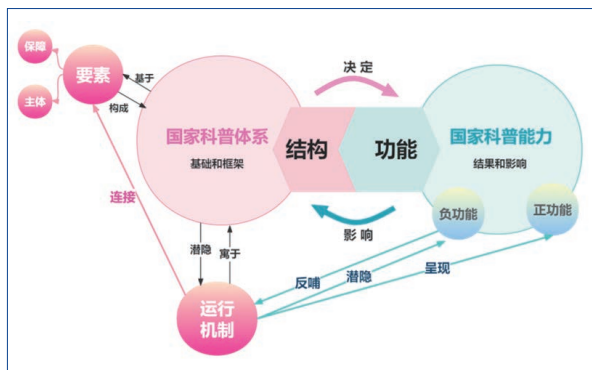 保障
要素
主体
基于
构成
决定
国家科普体系
基础和框架
结构
功能
国家科普能力
结果和影响
连接
影响
负功能
正功能
潜隐
寓于
反哺
潜隐
呈现
运行
机制